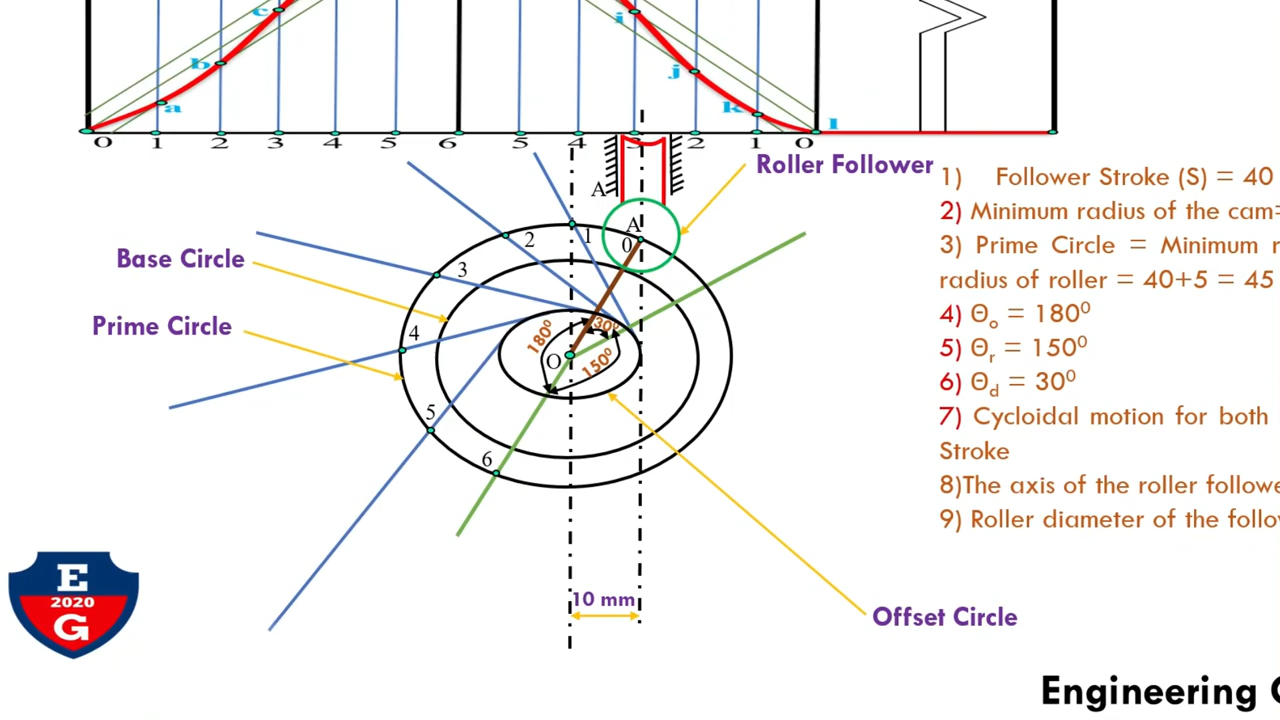 c
b
a
i
j
k
l
0 1 2 3 4 5 6 5 4 3 2 1 0
Roller Follower
A
A
0
1
2
3
4
5
6
Base Circle
Prime Circle
180⁰
30⁰
150⁰
O
10 mm
Offset Circle
1) Follower Stroke (S) = 40
2) Minimum radius of the cam=
3) Prime Circle = Minimum
radius of roller = 40+5 = 45
4) Θo = 180⁰
5) Θr = 150⁰
6) Θd = 30⁰
7) Cycloidal motion for both
Stroke
8)The axis of the roller
9) Roller diameter of the
E
2020
G
Engineering